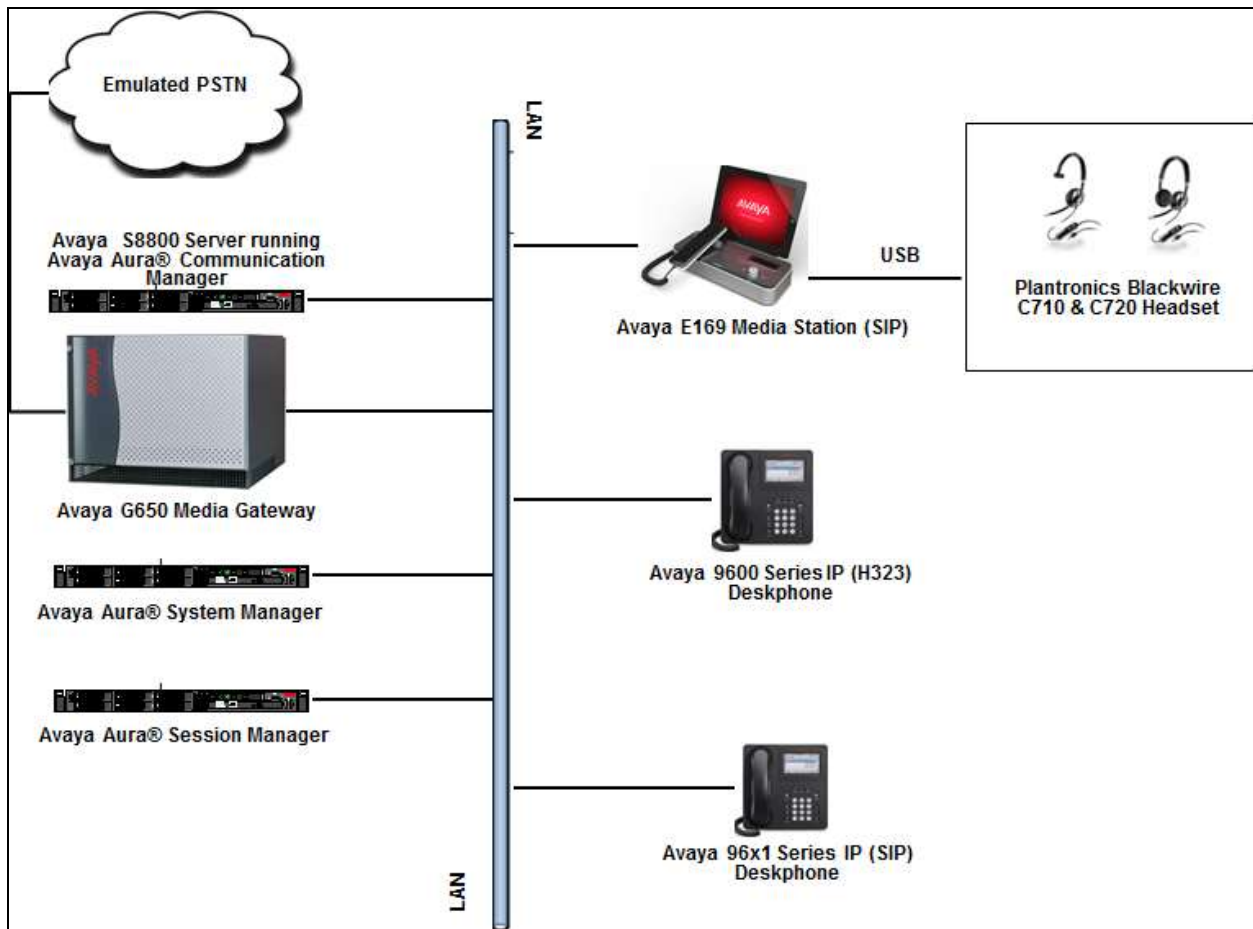 Emulated PSTN
LAN
Avaya S8800 Server running
Avaya Aura® Communication
Manager
AVAYA
USB
Plantronics Blackwire
C710 & C720 Headset
Avaya E169 Media Station (SIP)
AVAYA
Avaya G650 Media Gateway
Avaya 9600 Series IP (H323)
Deskphone
Avaya Aura® System Manager
Avaya Aura® Session Manager
Avaya 96x1 Series IP (SIP)
Deskphone
LAN